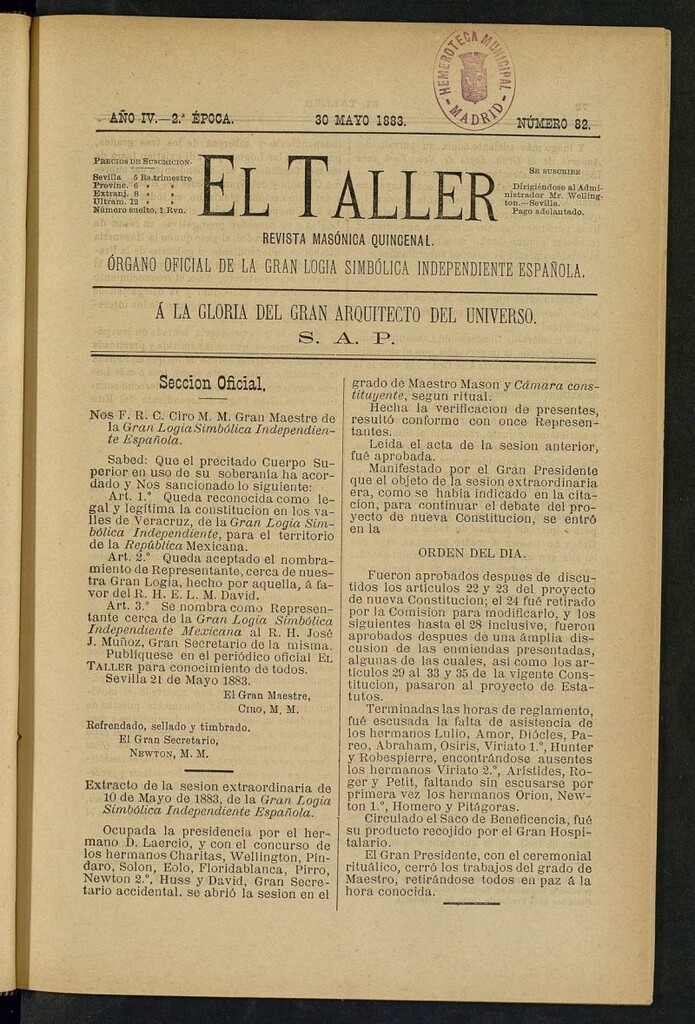 HEMEROTECA MUNICIPAL
MADRID
AÑO IV.—2.ª ÉPOCA.
30 MAYO 1883.
NÚMERO 82.
PRECIOS DE SUSCRICION.
Sevilla 5 Rs. trimestre
Provinc. 6 » »
Extranj. 8 » »
Ultram. 12 » »
Número suelto, 1 Rvn.
EL TALLER
SE SUSCRIBE
Dirigiéndose al Admi-
nistrador Mr. Welling-
ton.—Sevilla.
Pago adelantado.
REVISTA MASÓNICA QUINCENAL.
ÓRGANO OFICIAL DE LA GRAN LOGIA SIMBÓLICA INDEPENDIENTE ESPAÑOLA.
Á LA GLORIA DEL GRAN ARQUITECTO DEL UNIVERSO.
S. A. P.
Seccion Oficial.
Nos F. R. C. Ciro M. M. Gran Maestre de
la Gran Logia Simbólica Independien-
te Española.
Sabed: Que el precitado Cuerpo Su-
perior en uso de su soberanía ha acor-
dado y Nos sancionado lo siguiente:
Art. 1.° Queda reconocida como le-
gal y legítima la constitucion en los va-
lles de Veracruz, de la Gran Logia Sim-
bólica Independiente, para el territorio
de la República Mexicana.
Art. 2.° Queda aceptado el nombra-
miento de Representante, cerca de nues-
tra Gran Logia, hecho por aquella, á fa-
vor del R. H. E. L. M. David.
Art. 3.° Se nombra como Represen-
tante cerca de la Gran Logia Simbólica
Independiente Mexicana al R. H. José
J. Muñoz, Gran Secretario de la misma.
Publíquese en el periódico oficial EL
TALLER para conocimiento de todos.
Sevilla 21 de Mayo 1883.
El Gran Maestre,
CIRO, M. M.
Refrendado, sellado y timbrado.
El Gran Secretario,
NEWTON, M. M.
Extracto de la sesion extraordinaria de
10 de Mayo de 1883, de la Gran Logia
Simbólica Independiente Española.
Ocupada la presidencia por el her-
mano D. Laercio, y con el concurso de
los hermanos Charitas, Wellington, Pín-
daro, Solon, Eolo, Floridablanca, Pirro,
Newton 2.°, Huss y David, Gran Secre-
tario accidental, se abrió la sesion en el
grado de Maestro Mason y Cámara cons-
tituyente, segun ritual.
Hecha la verificacion de presentes,
resultó conforme con once Represen-
tantes.
Leida el acta de la sesion anterior,
fué aprobada.
Manifestado por el Gran Presidente
que el objeto de la sesion extraordinaria
era, como se habia indicado en la cita-
cion, para continuar el debate del pro-
yecto de nueva Constitucion, se entró
en la
ORDEN DEL DIA.
Fueron aprobados despues de discu-
tidos los artículos 22 y 23 del proyecto
de nueva Constitucion; el 24 fué retirado
por la Comision para modificarlo, y los
siguientes hasta el 28 inclusive, fueron
aprobados despues de una ámplia dis-
cusion de las enmiendas presentadas,
algunas de las cuales, así como los ar-
tículos 29 al 33 y 35 de la vigente Cons-
titucion, pasaron al proyecto de Esta-
tutos.
Terminadas las horas de reglamento,
fué escusada la falta de asistencia de
los hermanos Lulio, Amor, Diócles, Pa-
reo, Abraham, Osiris, Viriato 1.°, Hunter
y Robespierre, encontrándose ausentes
los hermanos Viriato 2.°, Arístides, Ro-
ger y Petit, faltando sin escusarse por
primera vez los hermanos Orion, New-
ton 1.°, Homero y Pitágoras.
Circulado el Saco de Beneficencia, fué
su producto recojido por el Gran Hospi-
talario.
El Gran Presidente, con el ceremonial
rituálico, cerró los trabajos del grado de
Maestro, retirándose todos en paz á la
hora conocida.